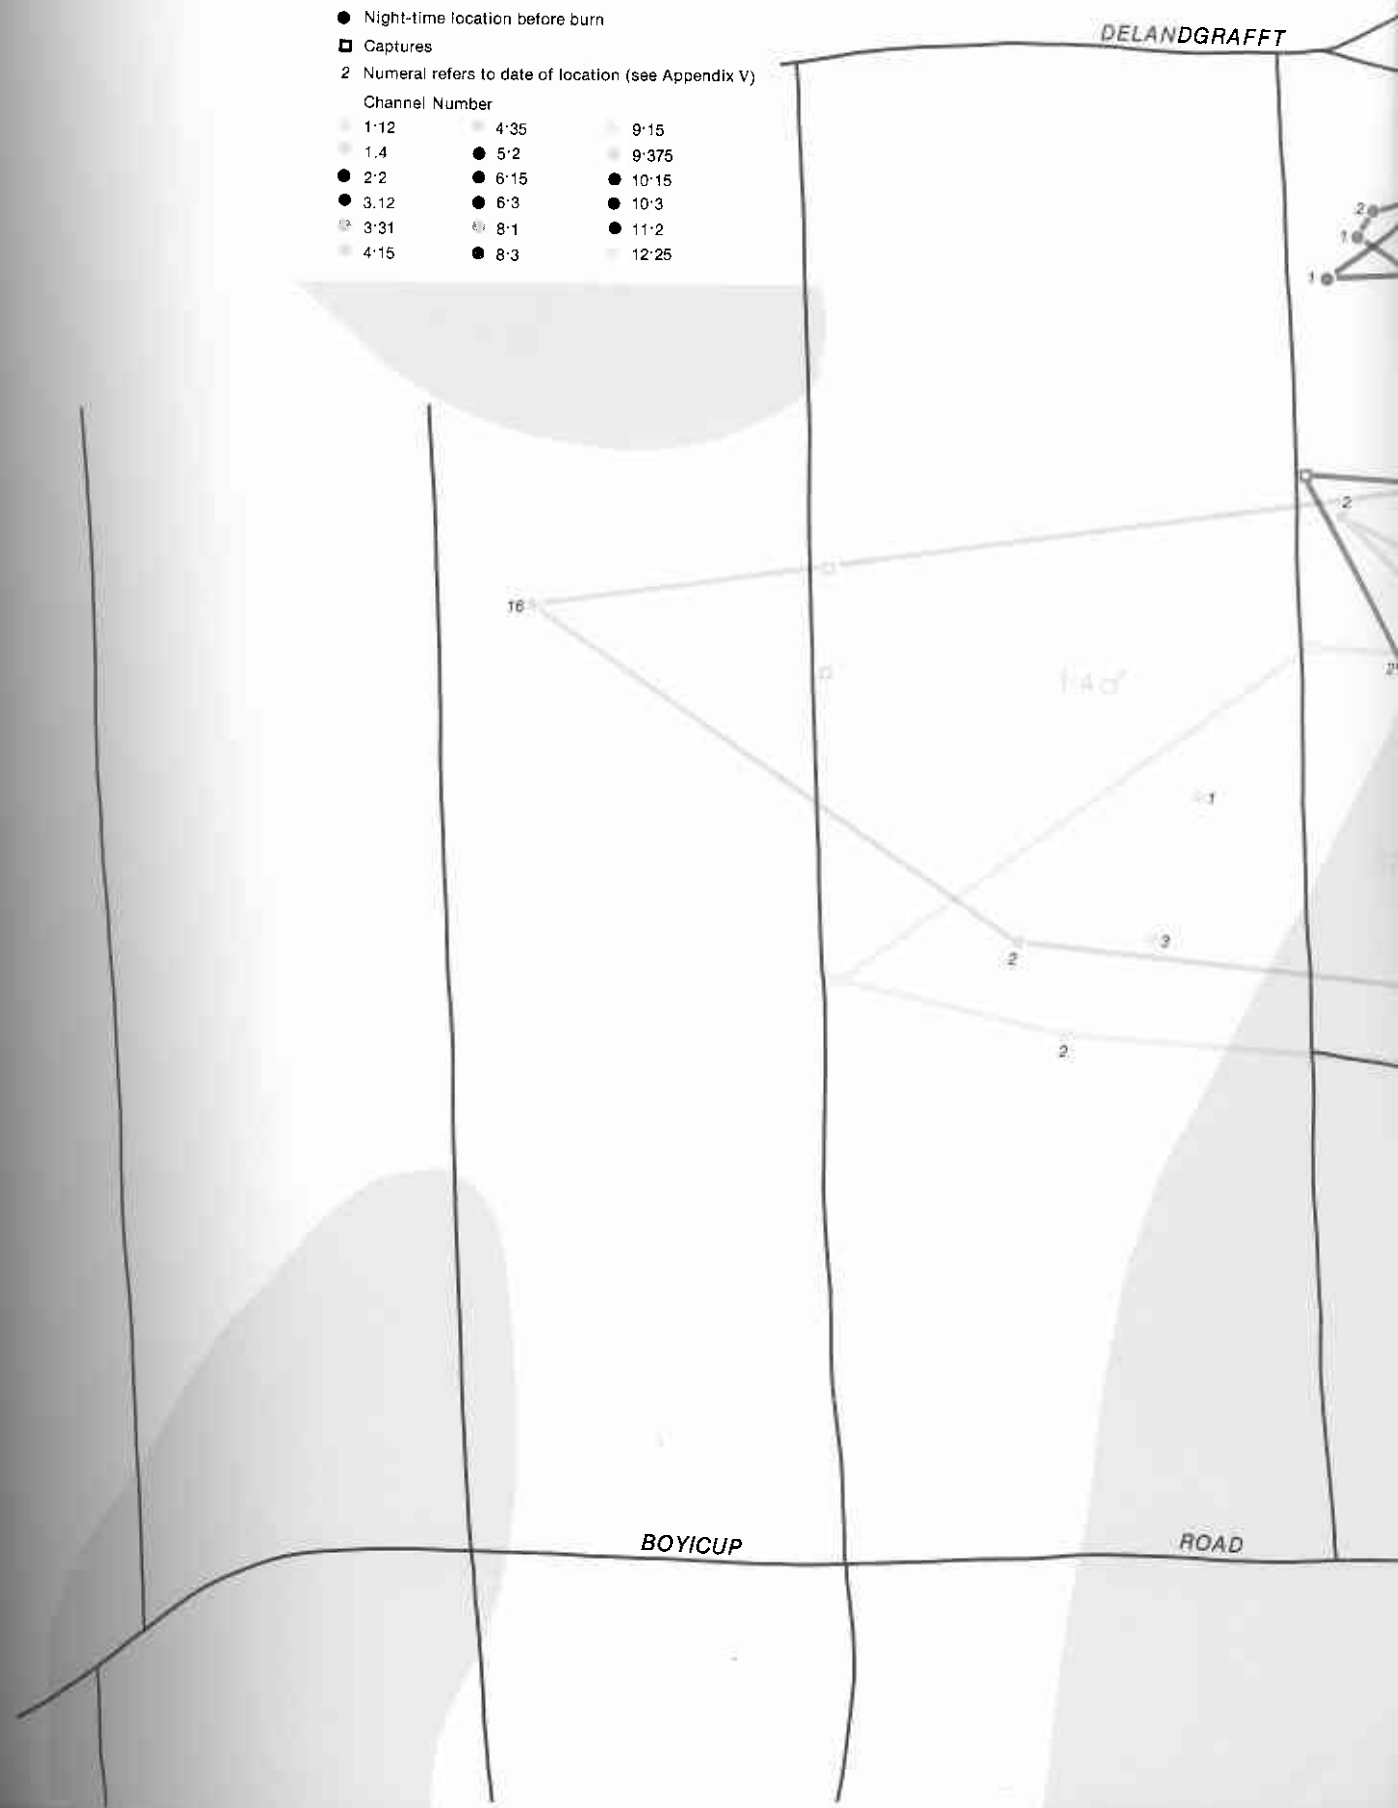 Night-time location before burn
Captures
2 Numeral refers to date of location (see Appendix V)
Channel Number
1·12 4·35 9·15
1.4 5·2 9·375
2·2 6·15 10·15
3.12 6·3 10·3
3·31 8·1 11·2
4·15 8·3 12·25
DELANDGRAFFT
2
1
1
2
16
1·4 ♂
1
3
2
2
BOYICUP ROAD